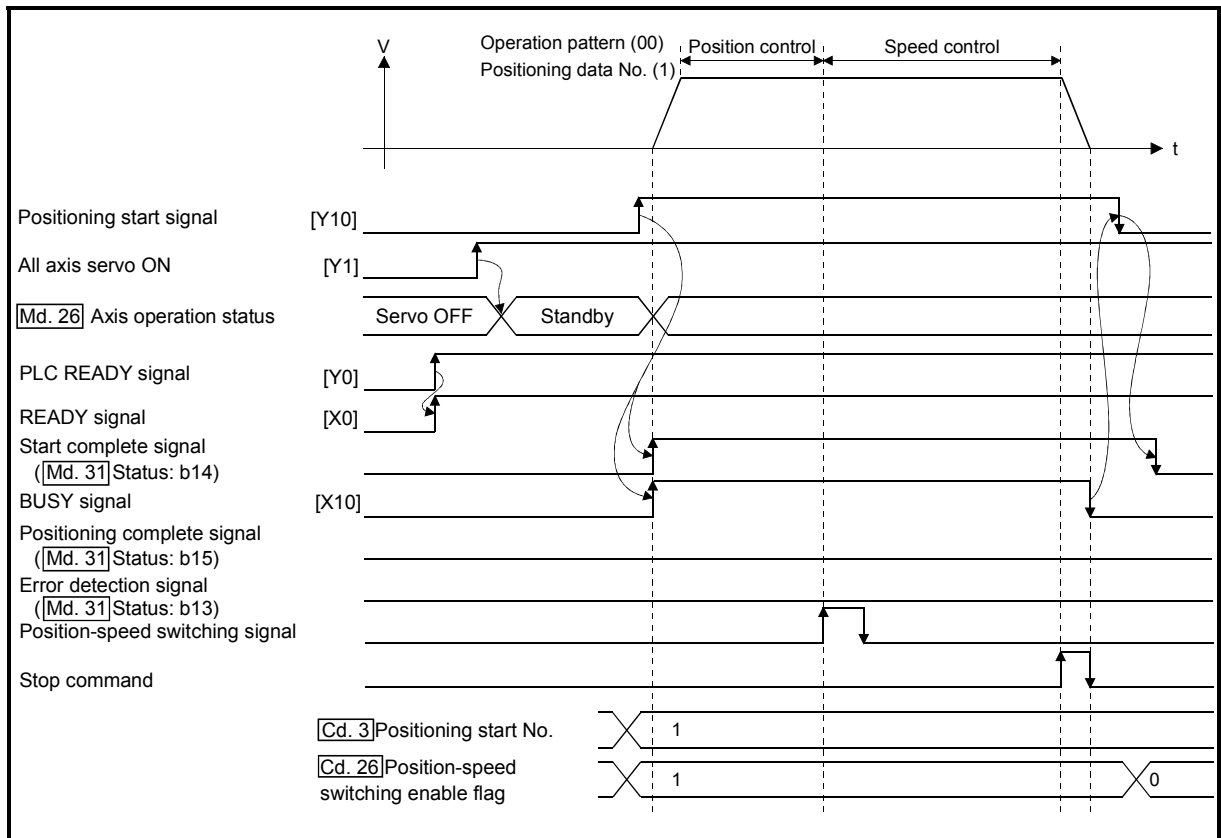 V
Operation pattern (00)
Positioning data No. (1)
Position control
Speed control
t
Positioning start signal [Y10]
All axis servo ON [Y1]
Md. 26 Axis operation status Servo OFF Standby
PLC READY signal [Y0]
READY signal [X0]
Start complete signal
(Md. 31 Status: b14)
BUSY signal [X10]
Positioning complete signal
(Md. 31 Status: b15)
Error detection signal
(Md. 31 Status: b13)
Position-speed switching signal
Stop command
Cd. 3 Positioning start No. 1
Cd. 26 Position-speed
switching enable flag 1 0